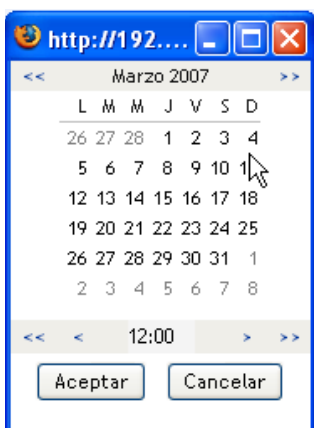 http://192....
<< Marzo 2007 >>
L M M J V S D
26 27 28 1 2 3 4
5 6 7 8 9 10
12 13 14 15 16 17 18
19 20 21 22 23 24 25
26 27 28 29 30 31 1
2 3 4 5 6 7 8
<< < 12:00 > >>
Aceptar Cancelar